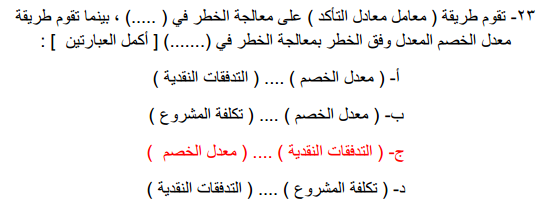 ٢٣- تقوم طريقة ( معامل معادل التأكد ) على معالجة الخطر في ( .....) ، بينما تقوم طريقة
معدل الخصم المعدل وفق الخطر بمعالجة الخطر في (.......) [ أكمل العبارتين ] :
أ- ( معدل الخصم ) .... ( التدفقات النقدية )
ب- ( معدل الخصم ) .... ( تكلفة المشروع )
ج- ( التدفقات النقدية ) .... ( معدل الخصم )
د- ( تكلفة المشروع ) .... ( التدفقات النقدية )